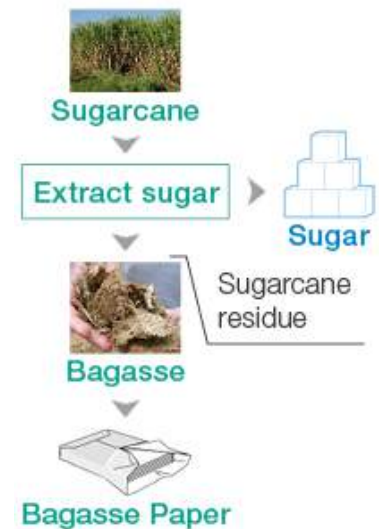 Sugarcane
Extract sugar
Sugar
Sugarcane
residue
Bagasse
Bagasse Paper